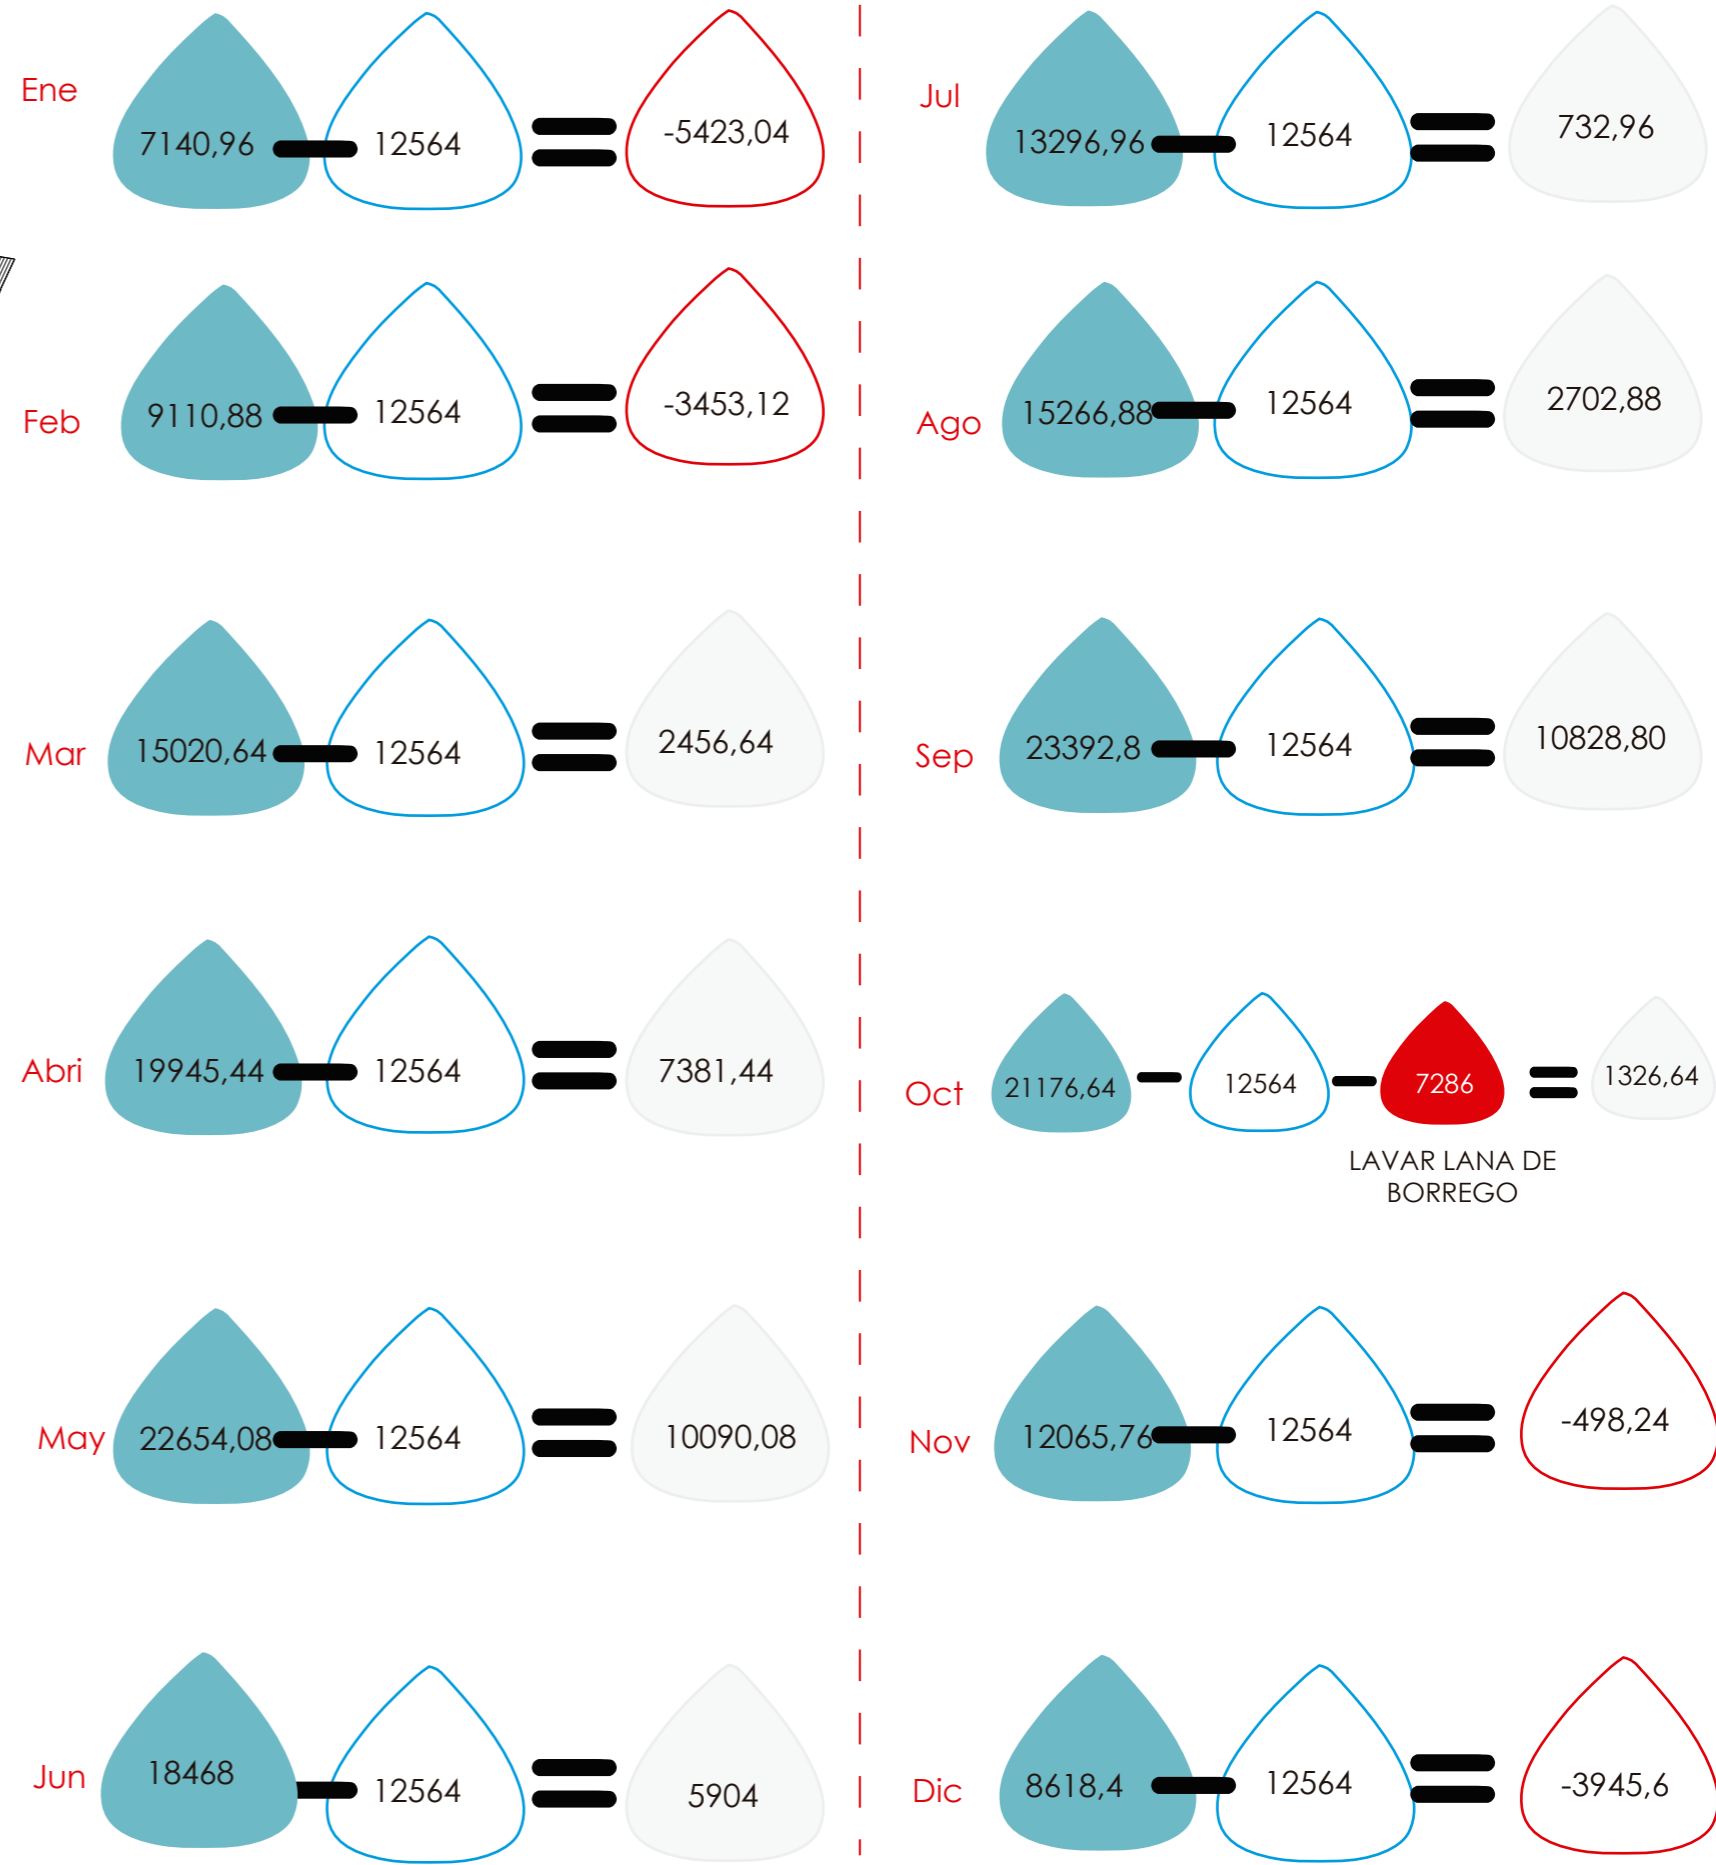 Ene
7140,96 12564 -5423,04
Feb
9110,88 12564 -3453,12
Mar
15020,64 12564 2456,64
Abri
19945,44 12564 7381,44
May
22654,08 12564 10090,08
Jun
18468 12564 5904
Jul
13296,96 12564 732,96
Ago
15266,88 12564 2702,88
Sep
23392,8 12564 10828,80
Oct
21176,64 12564 7286 1326,64
LAVAR LANA DE
BORREGO
Nov
12065,76 12564 -498,24
Dic
8618,4 12564 -3945,6